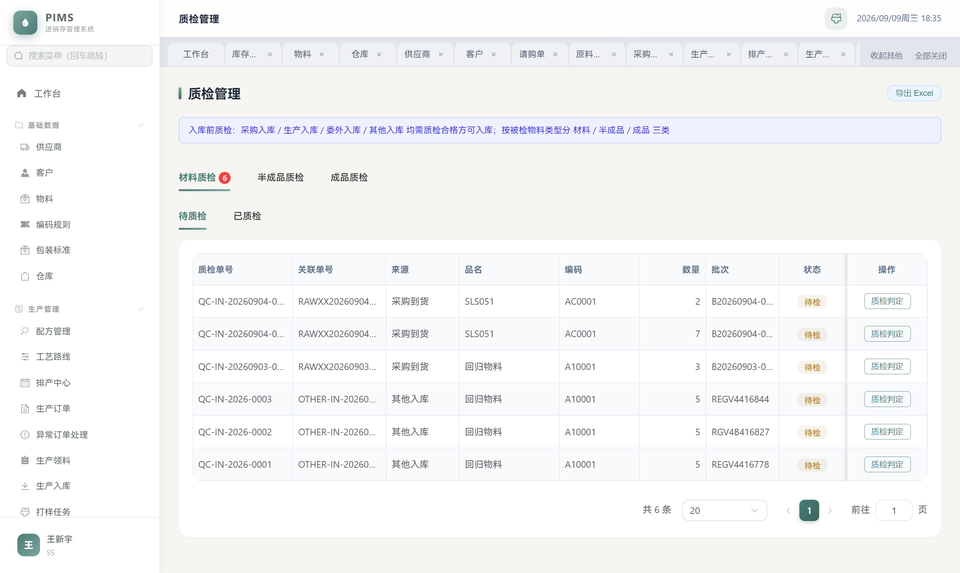 PIMS
进销存管理系统
搜索菜单（回车跳转）
工作台
基础数据
供应商
客户
物料
编码规则
包装标准
仓库
生产管理
配方管理
工艺路线
排产中心
生产订单
异常订单处理
生产领料
生产入库
打样任务
王
王新宇
SS
质检管理
2026/09/09周三 18:35
工作台 库存... × 物料 × 仓库 × 供应商 × 客户 × 请购单 × 原料... × 采购... × 生产... × 排产... × 生产... × 收起其他 全部关闭
质检管理
导出 Excel
入库前质检：采购入库 / 生产入库 / 委外入库 / 其他入库 均需质检合格方可入库；按被检物料类型分 材料 / 半成品 / 成品 三类
材料质检 6 半成品质检 成品质检
待质检 已质检
质检单号 关联单号 来源 品名 编码 数量 批次 状态 操作
QC-IN-20260904-0... RAWXX20260904... 采购到货 SLS051 AC0001 2 B20260904-0... 待检 质检判定
QC-IN-20260904-0... RAWXX20260904... 采购到货 SLS051 AC0001 7 B20260904-0... 待检 质检判定
QC-IN-20260903-0... RAWXX20260903... 采购到货 回归物料 A10001 3 B20260903-0... 待检 质检判定
QC-IN-2026-0003 OTHER-IN-20260... 其他入库 回归物料 A10001 5 REGV4416844 待检 质检判定
QC-IN-2026-0002 OTHER-IN-20260... 其他入库 回归物料 A10001 5 RGV4B416827 待检 质检判定
QC-IN-2026-0001 OTHER-IN-20260... 其他入库 回归物料 A10001 5 REGV4416778 待检 质检判定
共 6 条 20 1 前往 1 页